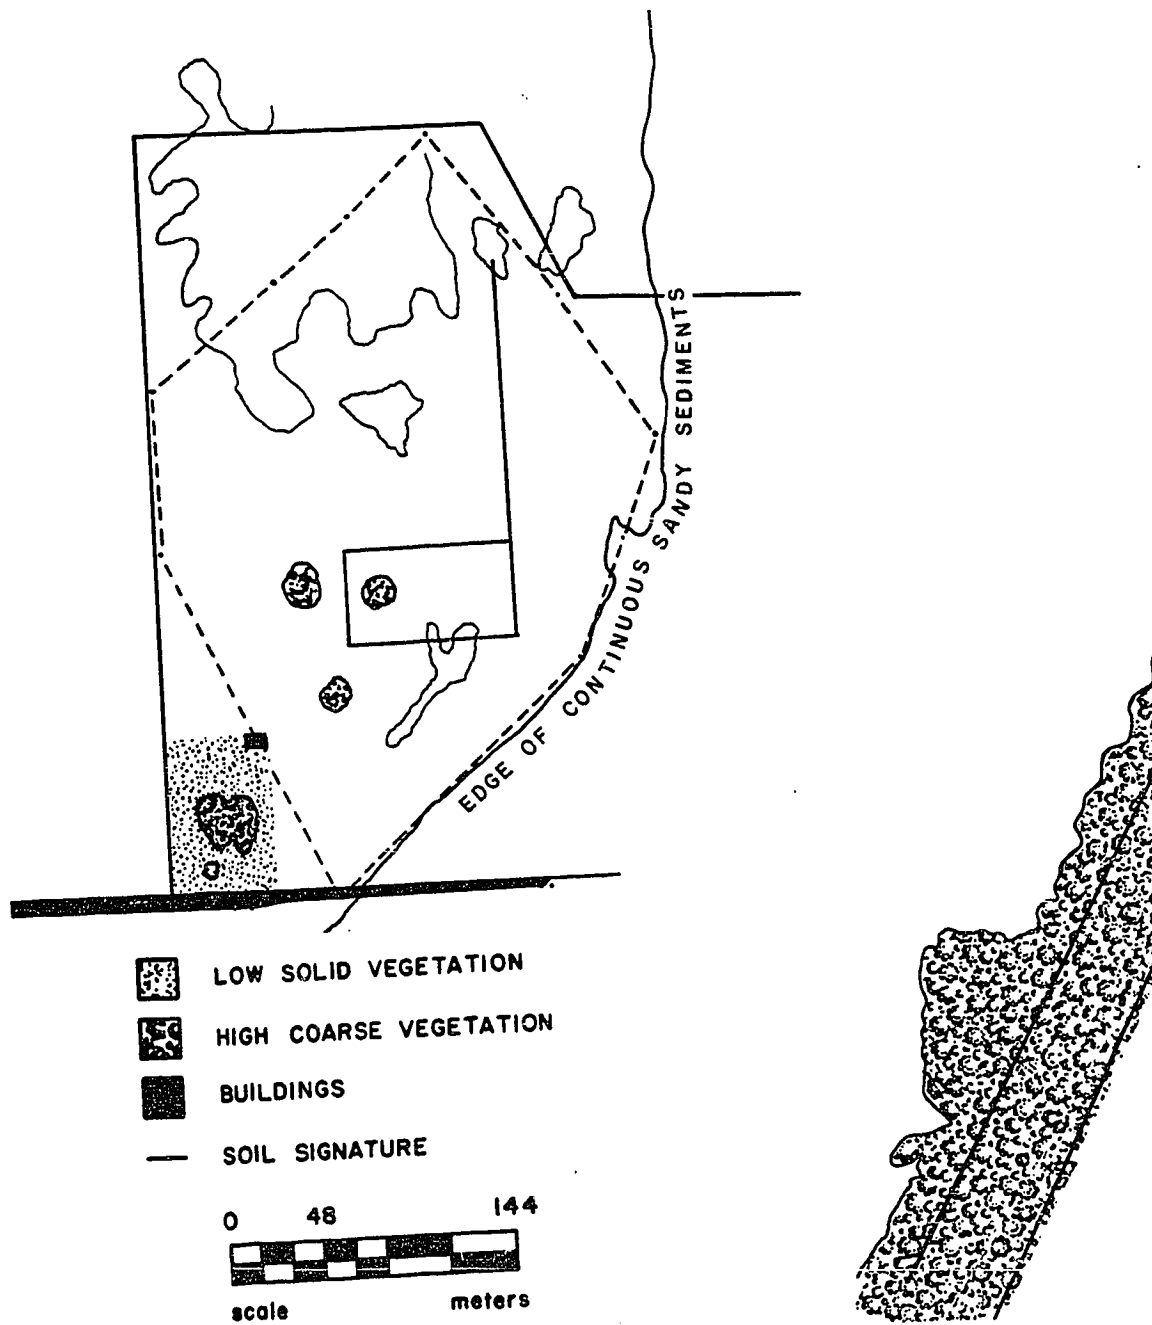 EDGE OF CONTINUOUS SANDY SEDIMENTS
LOW SOLID VEGETATION
HIGH COARSE VEGETATION
BUILDINGS
SOIL SIGNATURE
0 48 144
scale meters